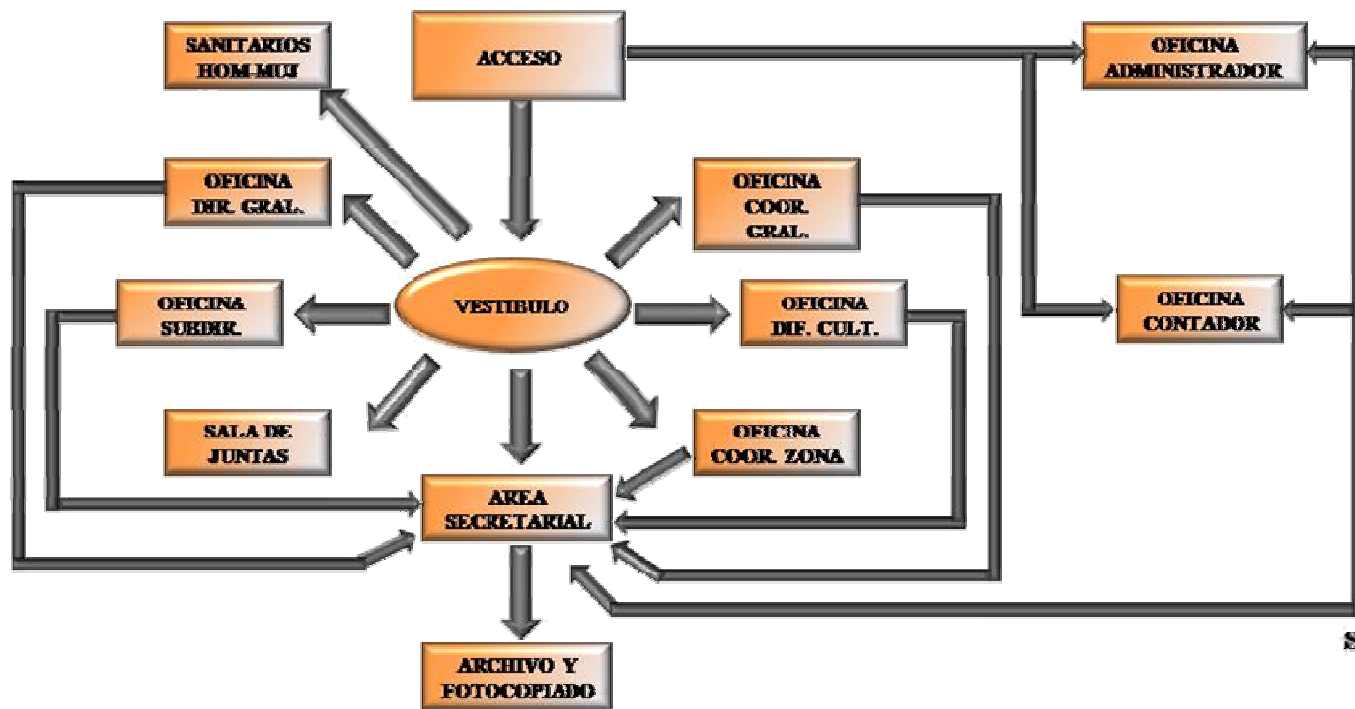 SANITARIOS
HOM-MUJ
ACCESO
OFICINA
ADMINISTRADOR
OFICINA
DIR. GRAL.
OFICINA
COOR.
GRAL.
OFICINA
SUBDIR.
VESTIBULO
OFICINA
DIF. CULT.
OFICINA
CONTADOR
SALA DE
JUNTAS
OFICINA
COOR. ZONA
AREA
SECRETARIAL
S
ARCHIVO Y
FOTOCOPIADO